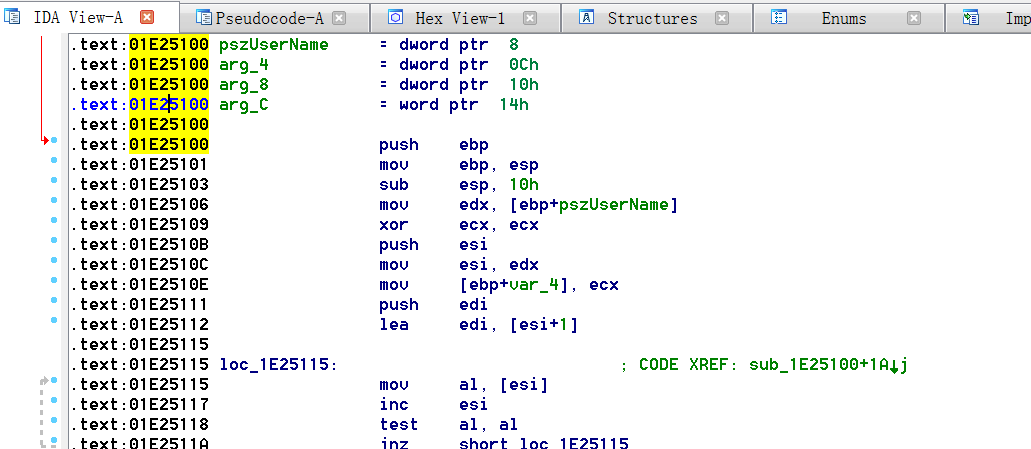 IDA View-A Pseudocode-A Hex View-1 Structures Enums Imp
.text:01E25100 pszUserName = dword ptr 8
.text:01E25100 arg_4 = dword ptr 0Ch
.text:01E25100 arg_8 = dword ptr 10h
.text:01E25100 arg_C = word ptr 14h
.text:01E25100
.text:01E25100 push ebp
.text:01E25101 mov ebp, esp
.text:01E25103 sub esp, 10h
.text:01E25106 mov edx, [ebp+pszUserName]
.text:01E25109 xor ecx, ecx
.text:01E2510B push esi
.text:01E2510C mov esi, edx
.text:01E2510E mov [ebp+var_4], ecx
.text:01E25111 push edi
.text:01E25112 lea edi, [esi+1]
.text:01E25115
.text:01E25115 loc_1E25115: ; CODE XREF: sub_1E25100+1A↓j
.text:01E25115 mov al, [esi]
.text:01E25117 inc esi
.text:01E25118 test al, al
.text:01E2511A jnz short loc_1E25115